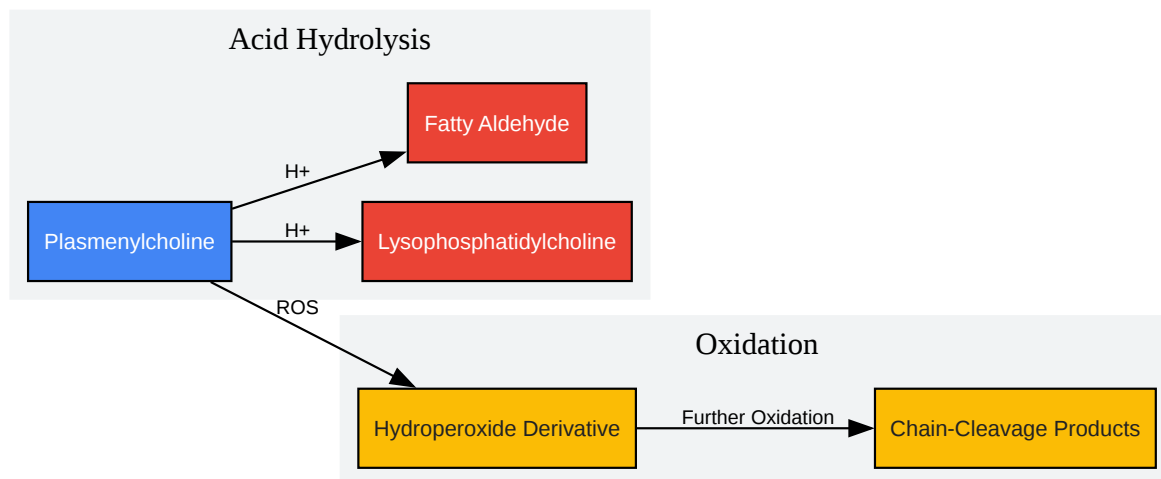 Acid Hydrolysis
Fatty Aldehyde
H+
Plasmenylcholine
H+
Lysophosphatidylcholine
ROS
Oxidation
Hydroperoxide Derivative
Further Oxidation
Chain-Cleavage Products